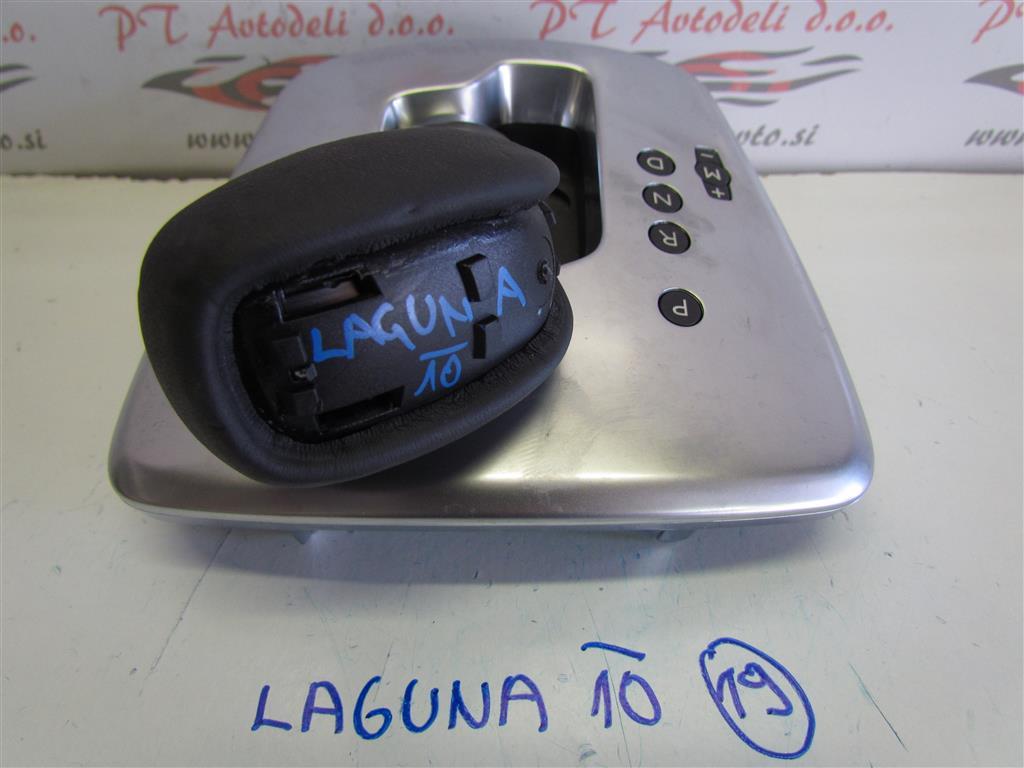 PT Avtodeli d.o.o.
PT Avtodeli d.o.o.
www.
vto.si
www.
D
- M +
N
R
P
LAGUNA
10
LAGUNA 10 19